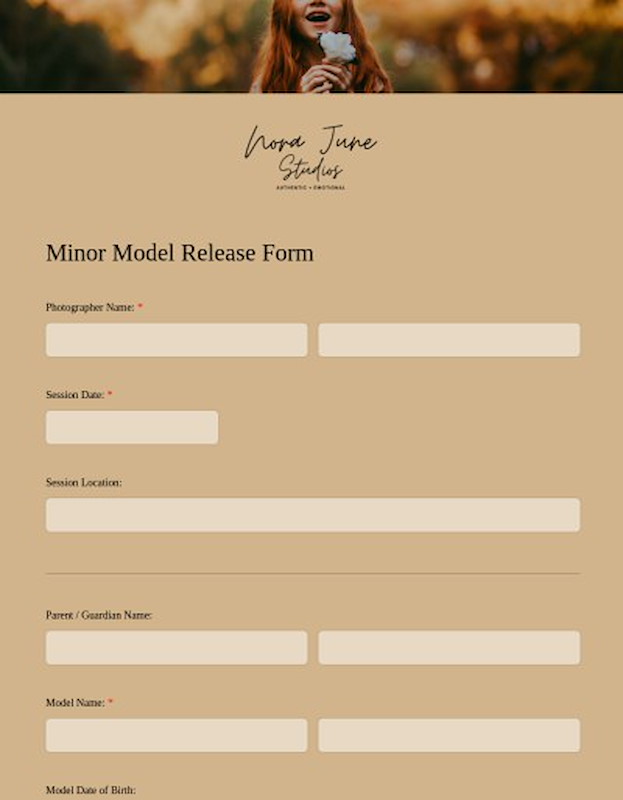 Nora June
Studios
AUTHENTIC + EMOTIONAL
Minor Model Release Form
Photographer Name: *
Session Date: *
Session Location:
Parent / Guardian Name:
Model Name: *
Model Date of Birth: